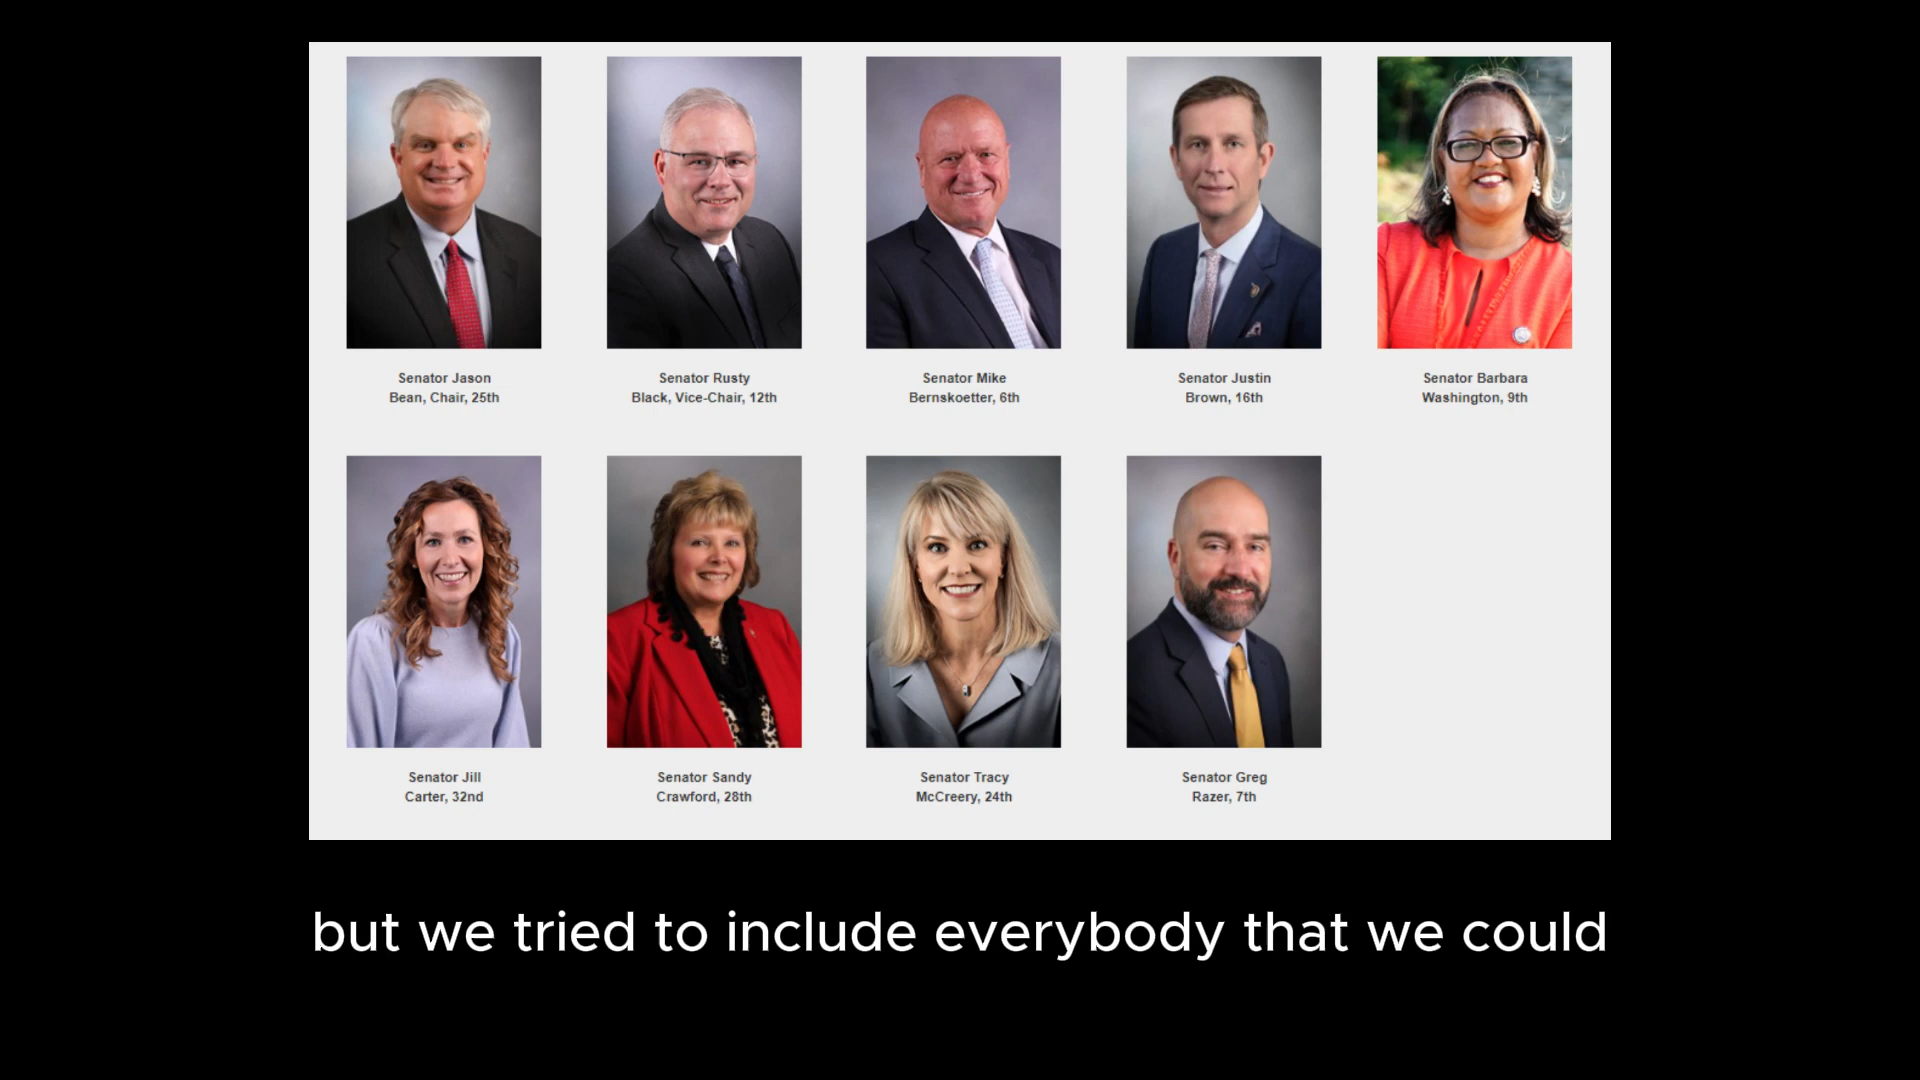 Senator Jason
Bean, Chair, 25th
Senator Rusty
Black, Vice-Chair, 12th
Senator Mike
Bernskoetter, 6th
Senator Justin
Brown, 16th
Senator Barbara
Washington, 9th
Senator Jill
Carter, 32nd
Senator Sandy
Crawford, 28th
Senator Tracy
McCreery, 24th
Senator Greg
Razer, 7th
but we tried to include everybody that we could